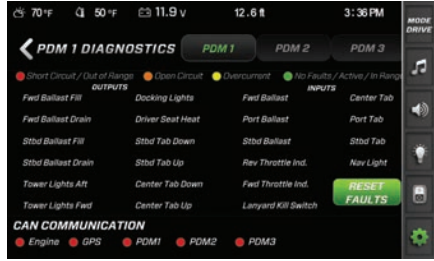 70 °F 50 °F 11.9 V 12.6 ft 3:36 PM
MODE
DRIVE
PDM 1 DIAGNOSTICS PDM 1 PDM 2 PDM 3
Short Circuit / Out of Range Open Circuit Overcurrent No Faults / Active / In Range
OUTPUTS INPUTS
Fwd Ballast Fill Docking Lights Fwd Ballast Center Tab
Fwd Ballast Drain Driver Seat Heat Port Ballast Port Tab
Stbd Ballast Fill Stbd Tab Down Stbd Ballast Stbd Tab
Stbd Ballast Drain Stbd Tab Up Rev Throttle Ind. Nav Light
Tower Lights Aft Center Tab Down Fwd Throttle Ind.
Tower Lights Fwd Center Tab Up Lanyard Kill Switch
RESET
FAULTS
CAN COMMUNICATION
Engine GPS PDM1 PDM2 PDM3